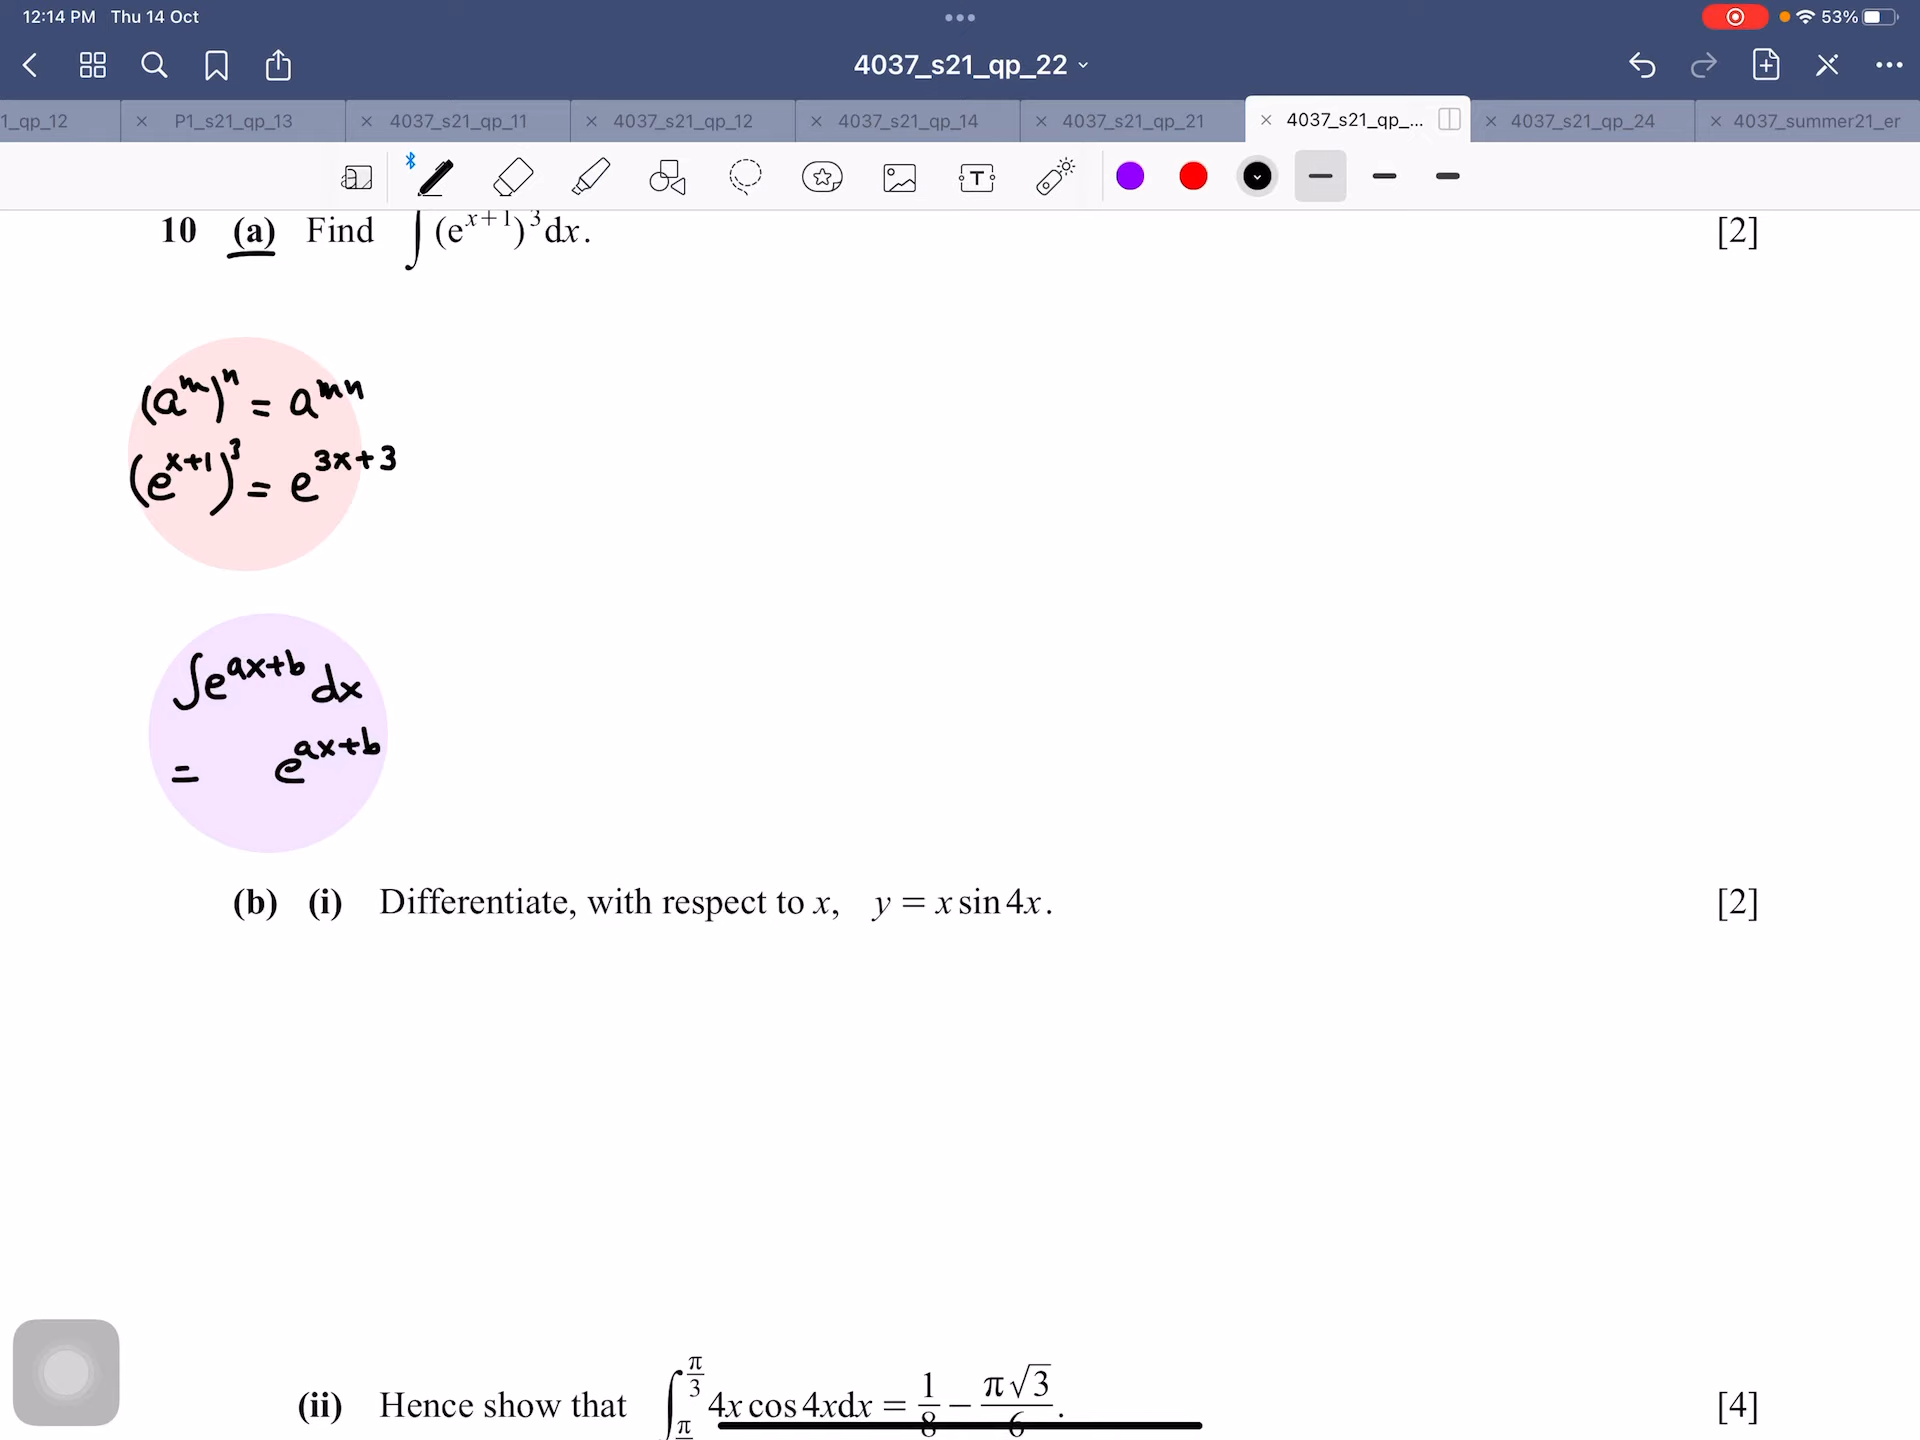 12:14 PM Thu 14 Oct
53%
4037_s21_qp_22
1_qp_12 P1_s21_qp_13 4037_s21_qp_11 4037_s21_qp_12 4037_s21_qp_14 4037_s21_qp_21 4037_s21_qp_... 4037_s21_qp_24 4037_summer21_er
10 (a) Find ∫(e^{x+1})^3 dx. [2]
(a^m)^n = a^{mn}
(e^{x+1})^3 = e^{3x+3}
∫e^{ax+b} dx
= e^{ax+b}
(b) (i) Differentiate, with respect to x, y = x sin 4x. [2]
(ii) Hence show that ∫_{π}^{π/3} 4x cos 4x dx = 1/8 − π√3/6. [4]